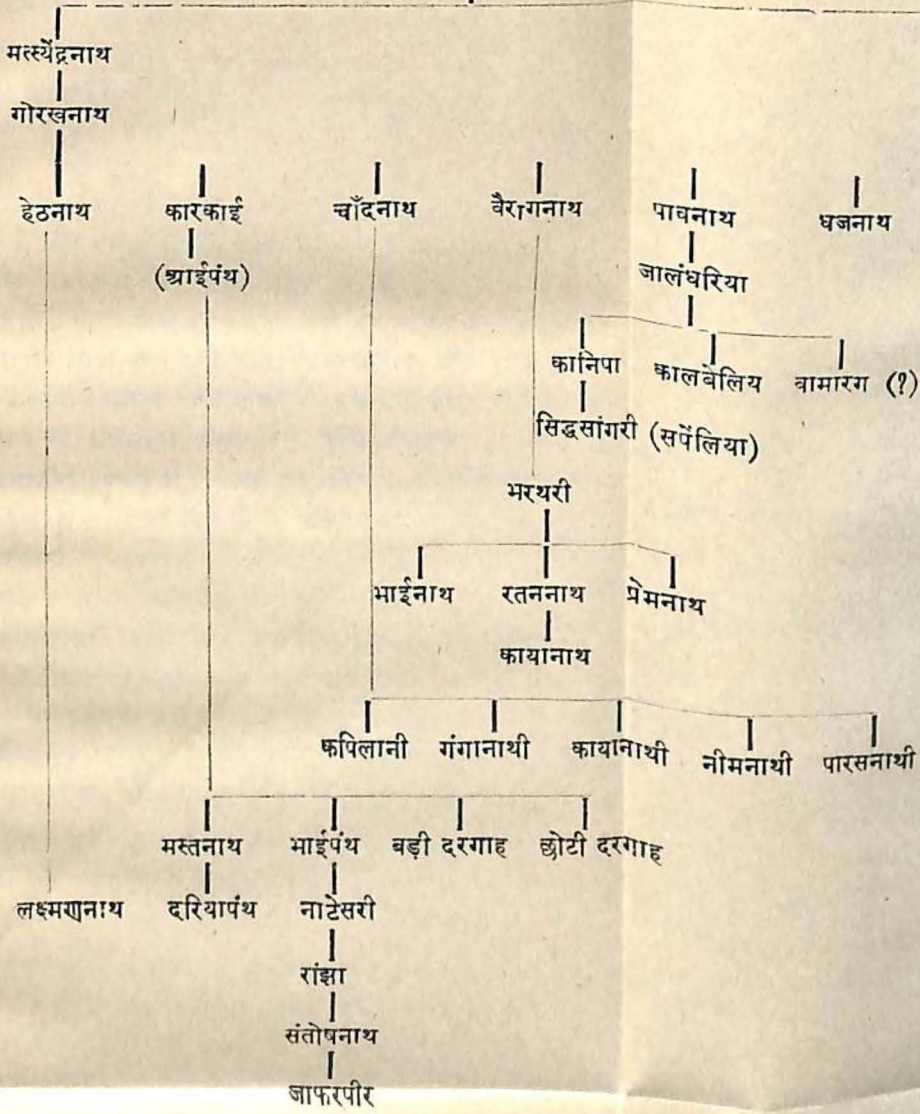 मत्स्येंद्रनाथ
गोरखनाथ
हेठनाथ कारकाई चाँदनाथ वैरागनाथ पावनाथ धजनाथ
(आईपंथ) जालंधरिया
कानिपा कालबेलिय वामारग (?)
सिद्धसांगरी (सपेंलिया)
भरथरी
भाईनाथ रतननाथ प्रेमनाथ
कायानाथ
कपिलानी गंगानाथी कायानाथी नीमनाथी पारसनाथी
मस्तनाथ भाईपंथ बड़ी दरगाह छोटी दरगाह
लक्ष्मणनाथ दरियापंथ नाटेसरी
रांझा
संतोषनाथ
जाफरपीर